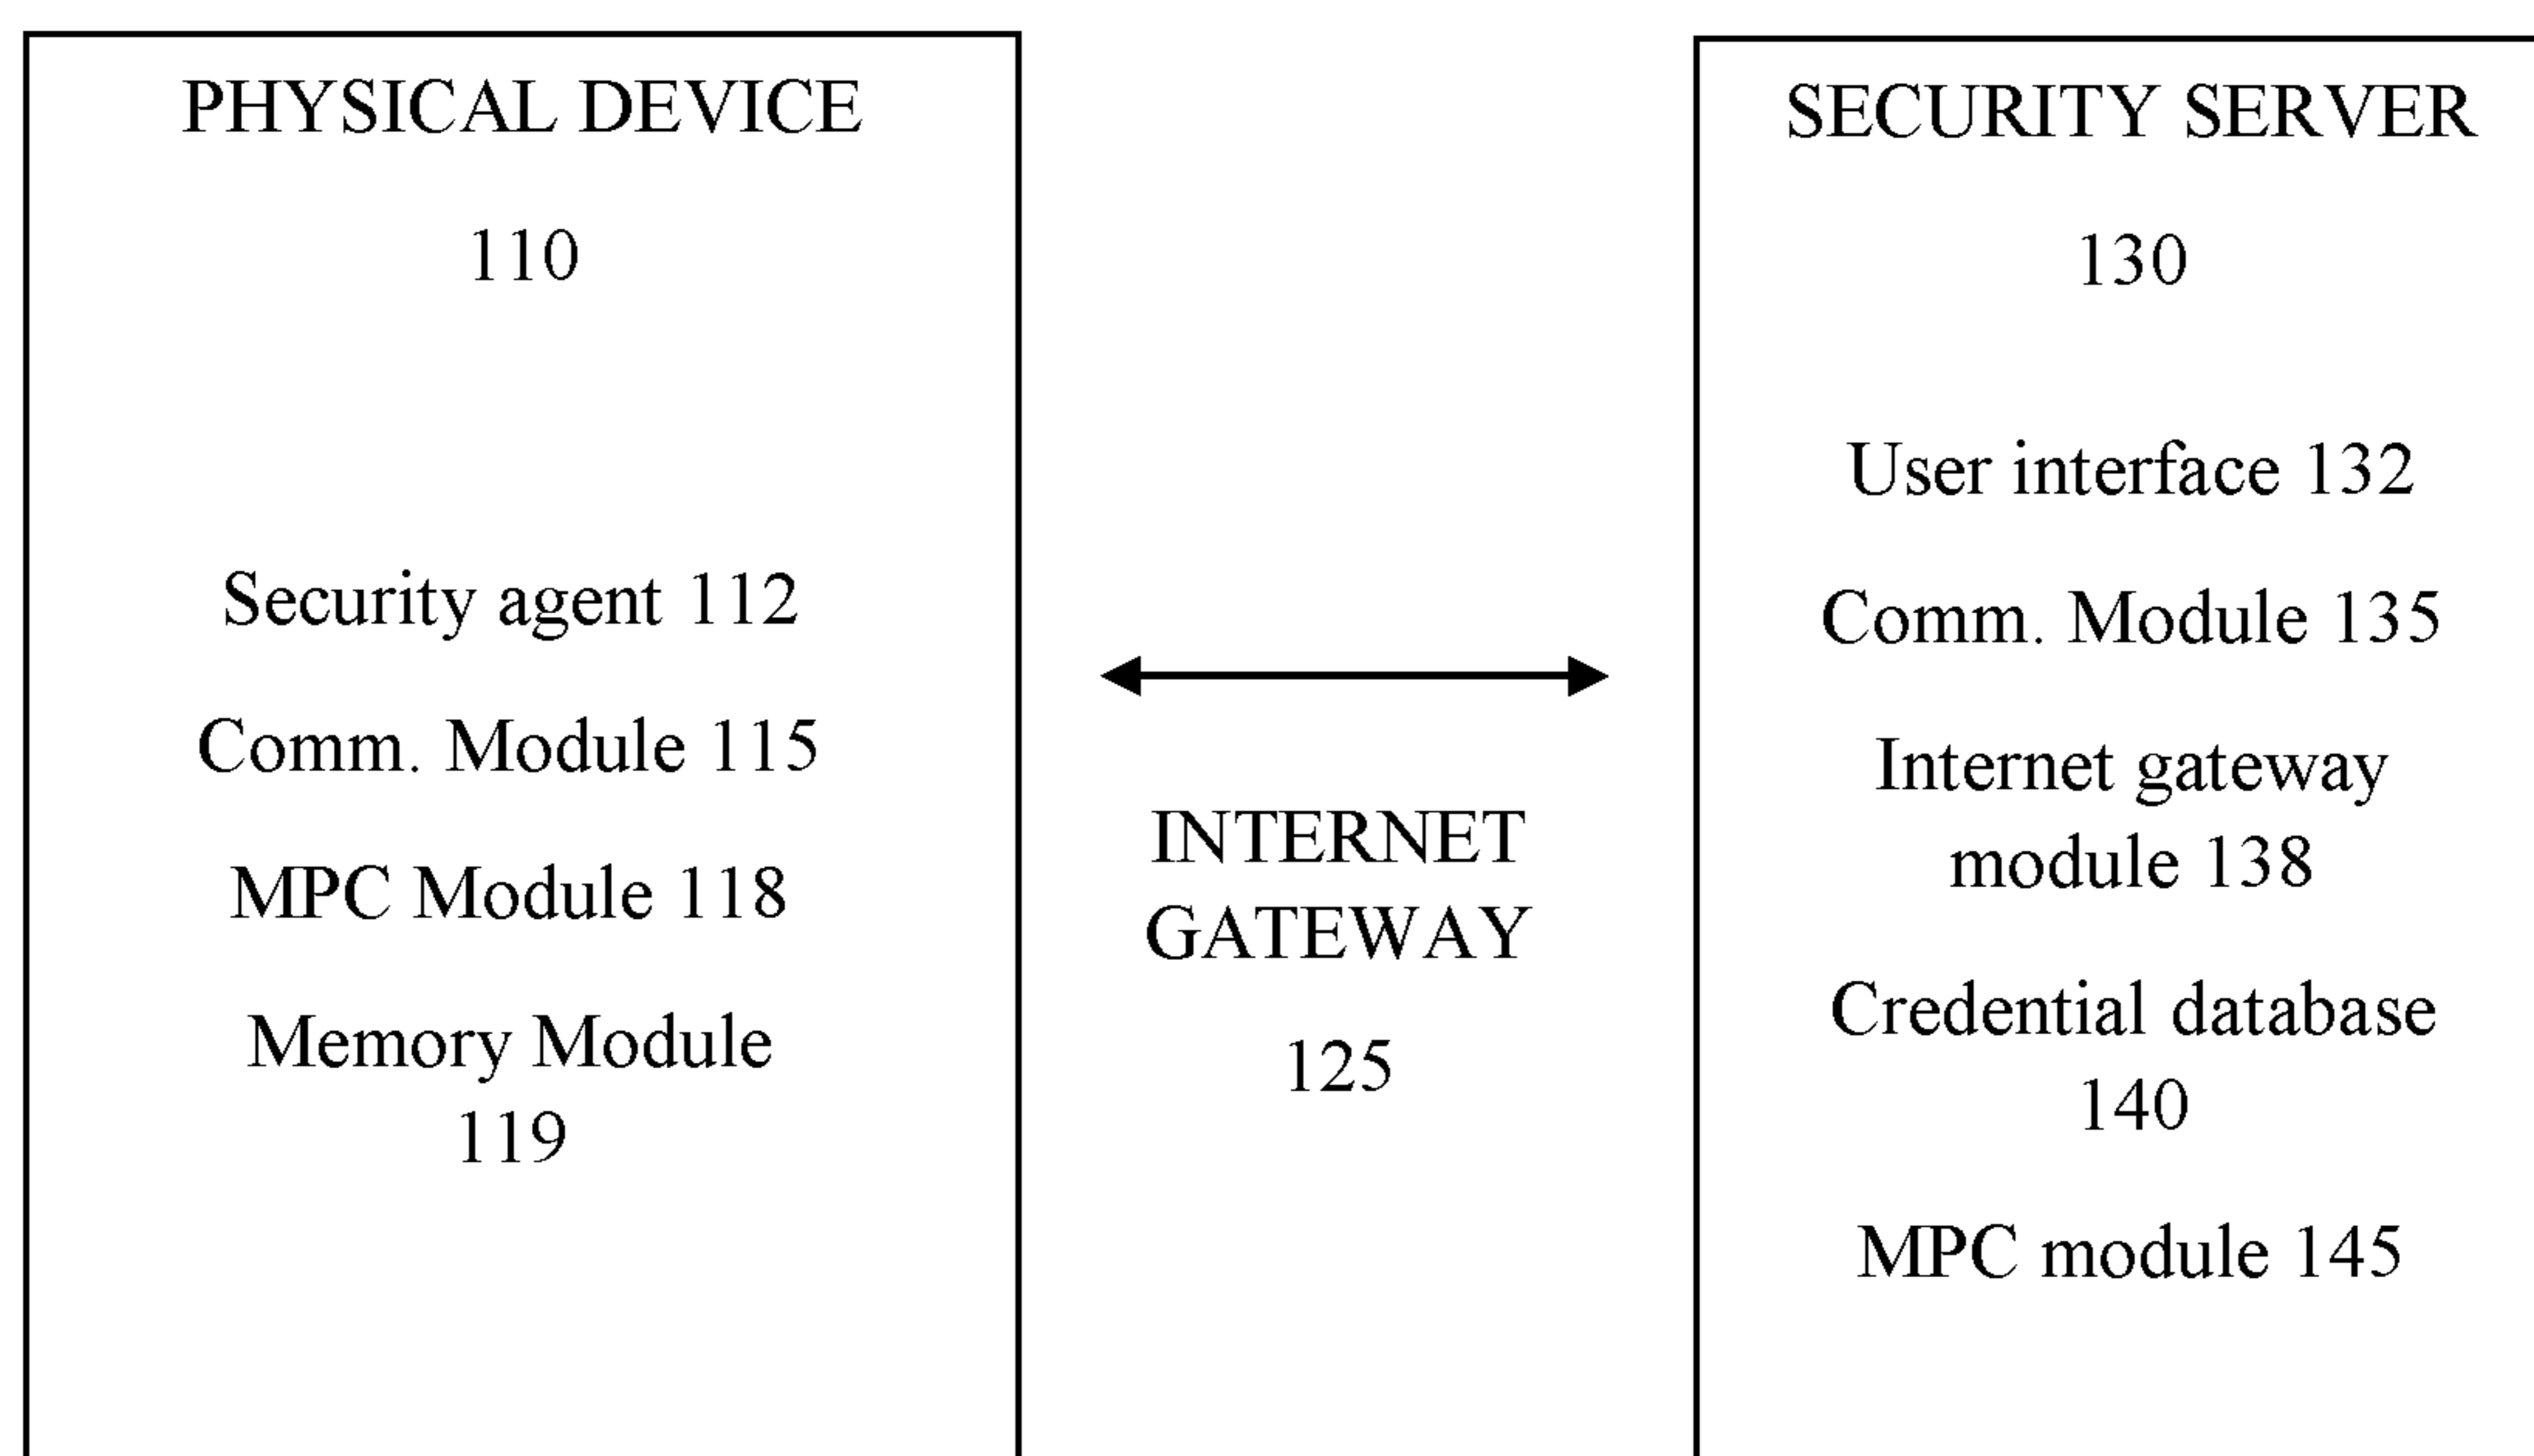 PHYSICAL DEVICE
110
Security agent 112
Comm. Module 115
MPC Module 118
Memory Module
119
INTERNET
GATEWAY
125
SECURITY SERVER
130
User interface 132
Comm. Module 135
Internet gateway
module 138
Credential database
140
MPC module 145